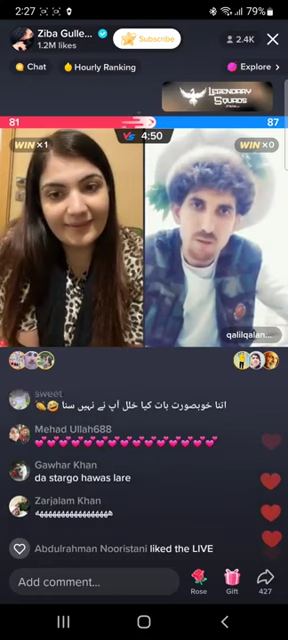 2:27
79%
Ziba Gulle...
1.2M likes
Subscribe
2.4K
Chat
Hourly Ranking
Explore >
LEGENDARY
SQUADS
81
87
WIN ×1
VS 4:50
WIN ×0
qalilqalan...
sweet
اتنا خوبصورت بات کیا خلل آپ نے نہیں سنا
Mehad Ullah688
Gawhar Khan
da stargo hawas lare
Zarjalam Khan
Abdulrahman Nooristani liked the LIVE
Add comment...
Rose
Gift
427